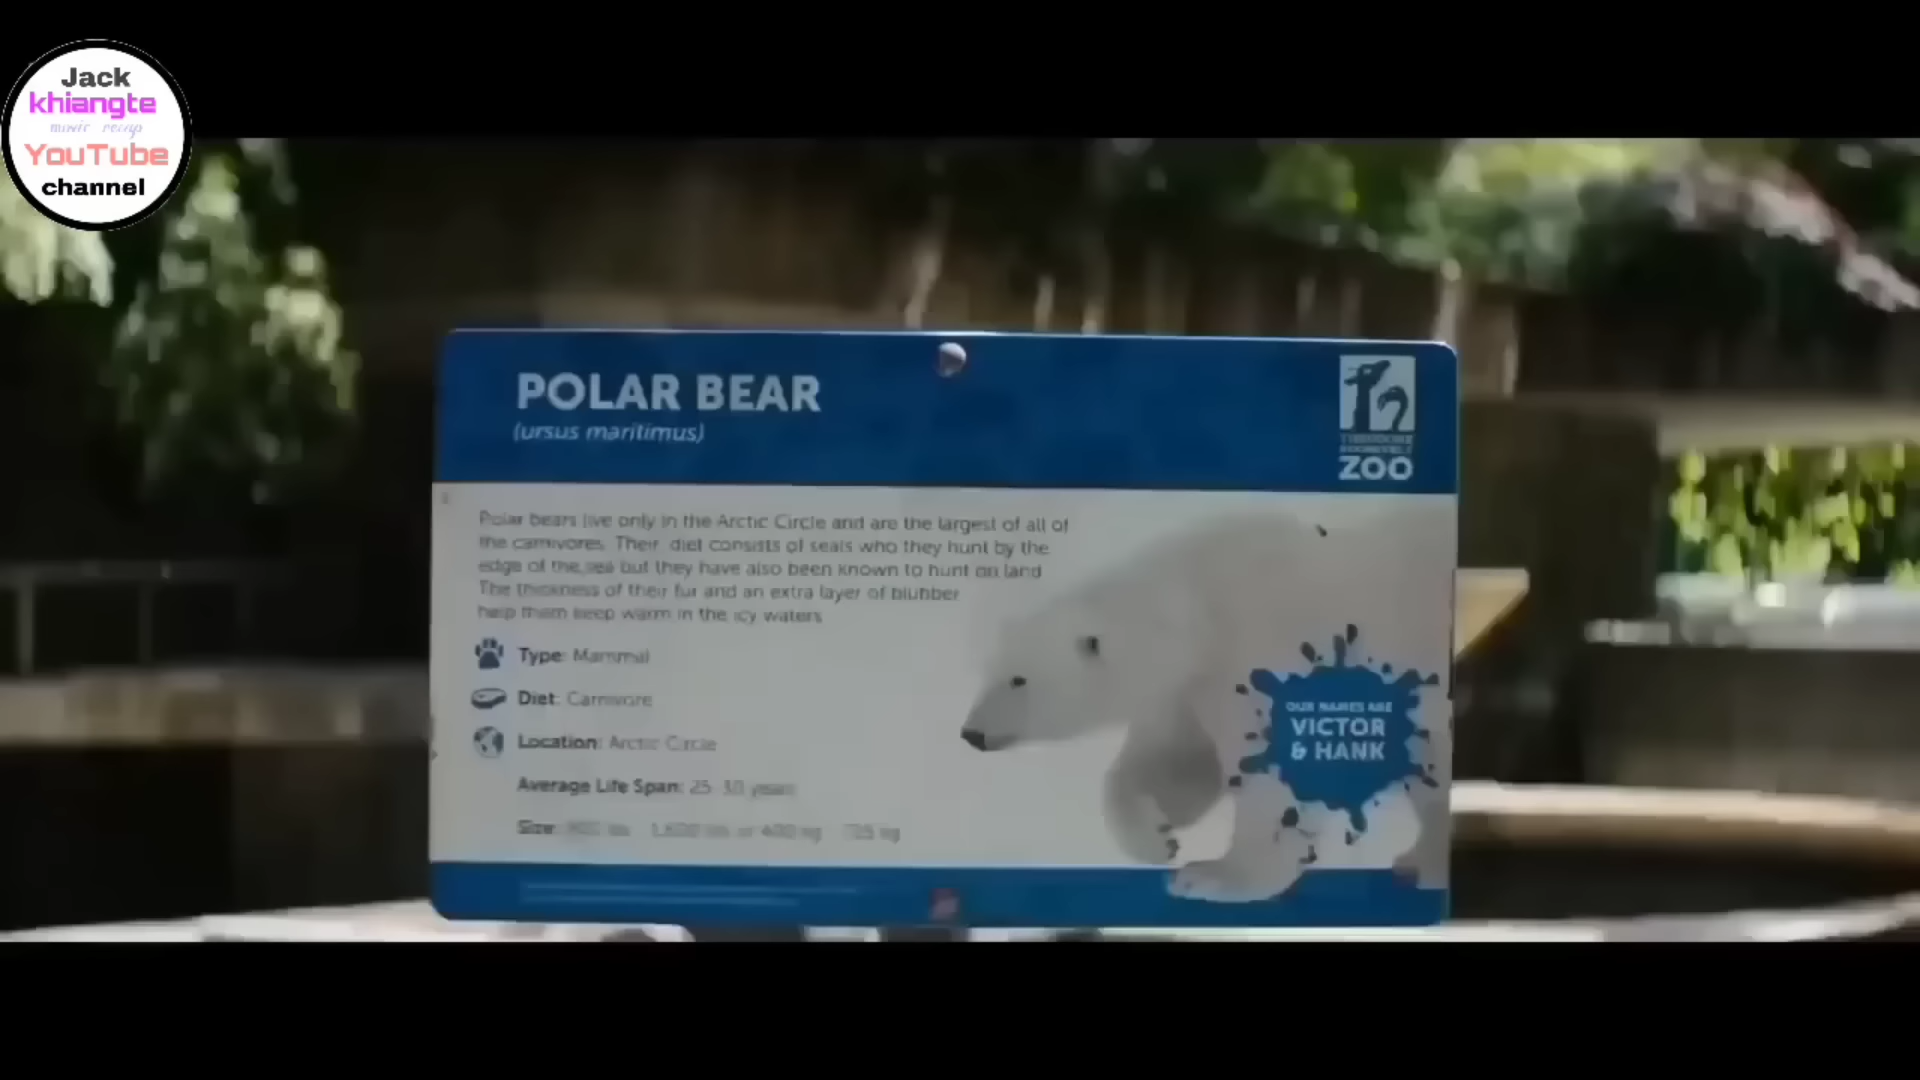 Jack
khiangte
movie recap
YouTube
channel
POLAR BEAR
(ursus maritimus)
THEODORE
ROOSEVELT
ZOO
Polar bears live only in the Arctic Circle and are the largest of all of
the carnivores. Their diet consists of seals who they hunt by the
edge of the sea but they have also been known to hunt on land
The thickness of their fur and an extra layer of blubber
help them keep warm in the icy waters
Type: Mammal
Diet: Carnivore
Location: Arctic Circle
Average Life Span: 25 30 years
Size:
OUR NAMES ARE
VICTOR
& HANK